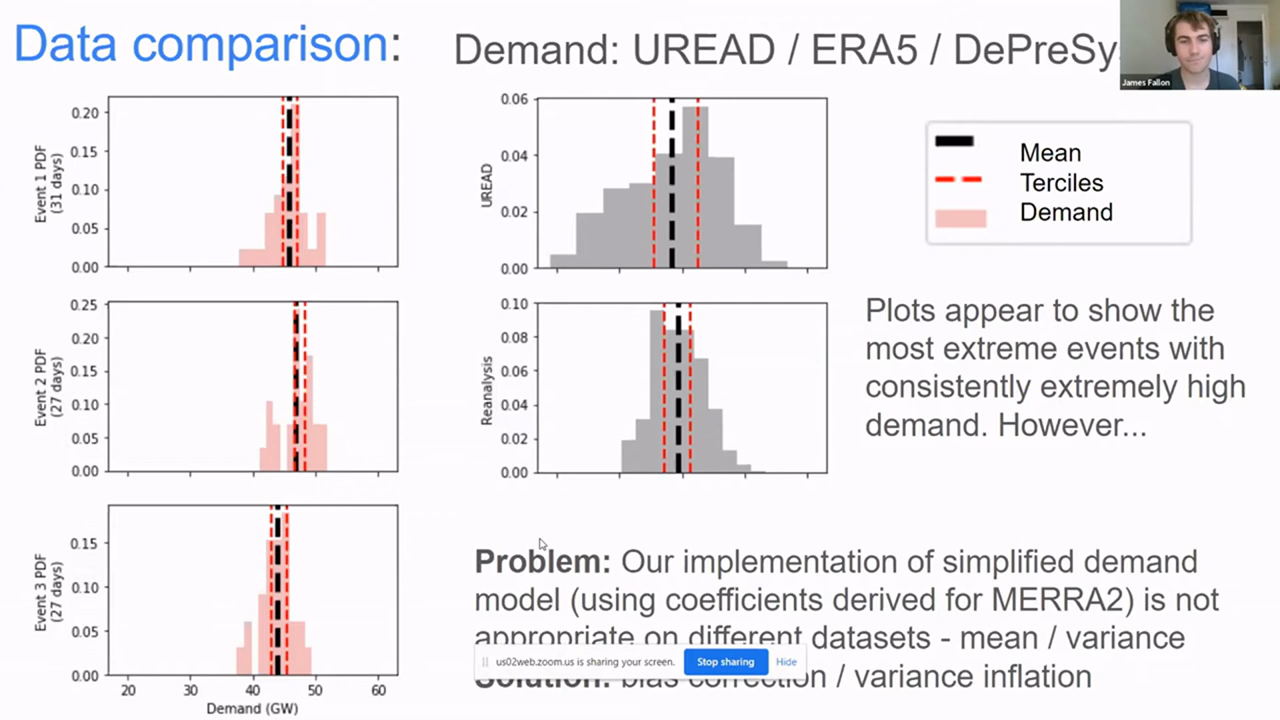 Data comparison:
Demand: UREAD / ERA5 / DePreSy
James Fallon
0.20
0.15
0.10
0.05
0.00
Event 1 PDF
(31 days)
0.06
0.04
0.02
0.00
UREAD
Mean
Terciles
Demand
0.25
0.20
0.15
0.10
0.05
0.00
Event 2 PDF
(27 days)
0.10
0.08
0.06
0.04
0.02
0.00
Reanalysis
Plots appear to show the
most extreme events with
consistently extremely high
demand. However...
0.15
0.10
0.05
0.00
Event 3 PDF
(27 days)
20 30 40 50 60
Demand (GW)
Problem: Our implementation of simplified demand
model (using coefficients derived for MERRA2) is not
appropriate on different datasets - mean / variance
us02web.zoom.us is sharing your screen. Stop sharing Hide
Solution: bias correction / variance inflation